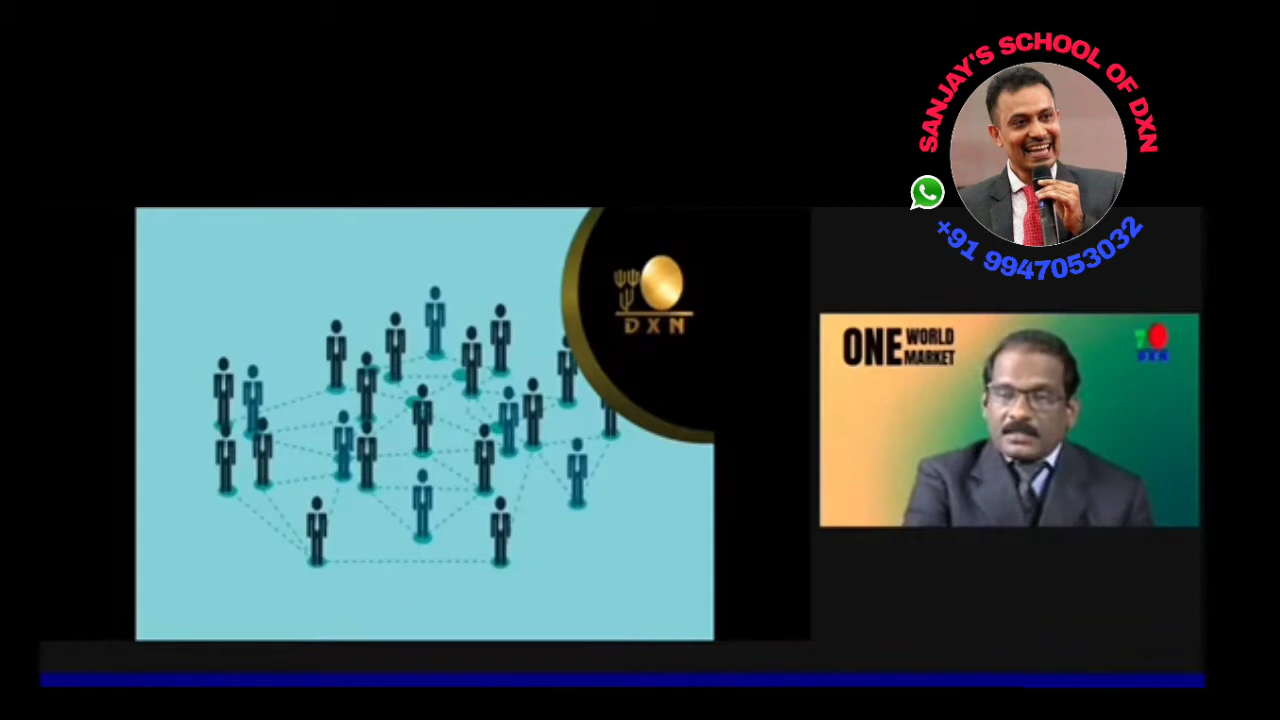 SANJAY'S SCHOOL OF DXN
+91 9947053032
DXN
ONE WORLD
MARKET
DXN